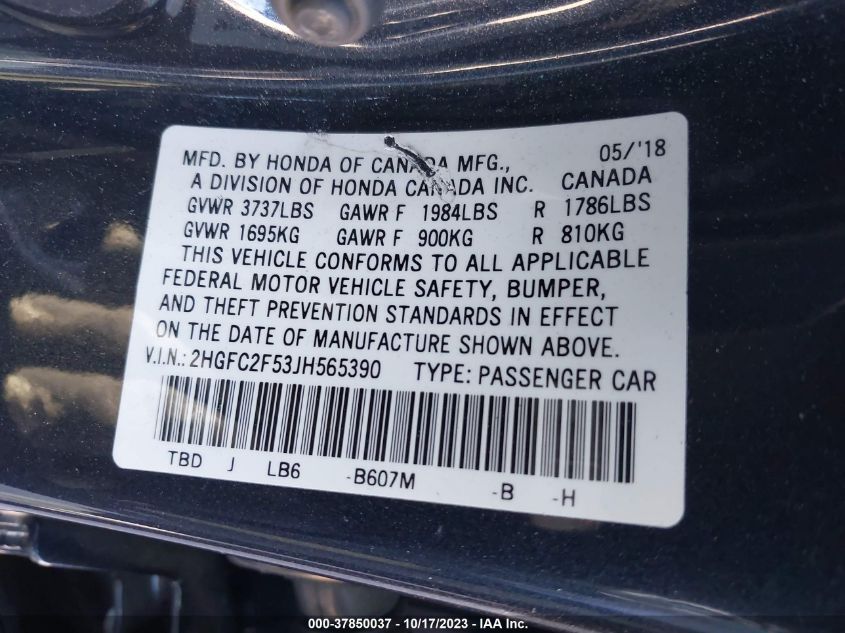 MFD. BY HONDA OF CANADA MFG., 05/'18
A DIVISION OF HONDA CANADA INC. CANADA
GVWR 3737LBS GAWR F 1984LBS R 1786LBS
GVWR 1695KG GAWR F 900KG R 810KG
THIS VEHICLE CONFORMS TO ALL APPLICABLE
FEDERAL MOTOR VEHICLE SAFETY, BUMPER,
AND THEFT PREVENTION STANDARDS IN EFFECT
ON THE DATE OF MANUFACTURE SHOWN ABOVE.
V.I.N.: 2HGFC2F53JH565390 TYPE: PASSENGER CAR
TBD J LB6 -B607M -B -H
000-37850037 - 10/17/2023 - IAA Inc.